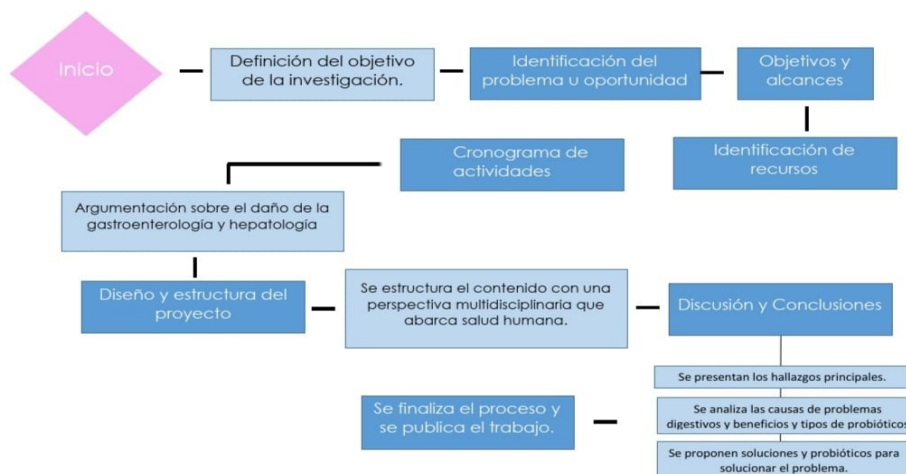 Inicio
Definición del objetivo
de la investigación.
Identificación del
problema u oportunidad
Objetivos y
alcances
Identificación de
recursos
Cronograma de
actividades
Argumentación sobre el daño de la
gastroenterología y hepatología
Diseño y estructura del
proyecto
Se estructura el contenido con una
perspectiva multidisciplinaria que
abarca salud humana.
Discusión y Conclusiones
Se presentan los hallazgos principales.
Se analiza las causas de problemas
digestivos y beneficios y tipos de probióticos
Se proponen soluciones y probióticos para
solucionar el problema.
Se finaliza el proceso y
se publica el trabajo.